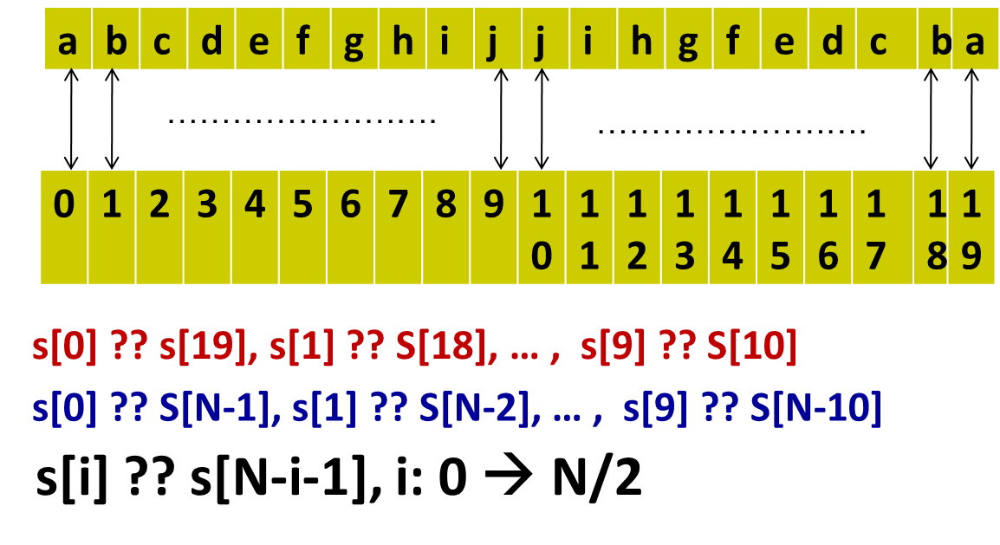 a b c d e f g h i j j i h g f e d c b a
........................
........................
0 1 2 3 4 5 6 7 8 9 10 11 12 13 14 15 16 17 18 19
s[0] ?? s[19], s[1] ?? S[18], … , s[9] ?? S[10]
s[0] ?? S[N-1], s[1] ?? S[N-2], … , s[9] ?? S[N-10]
s[i] ?? s[N-i-1], i: 0 → N/2